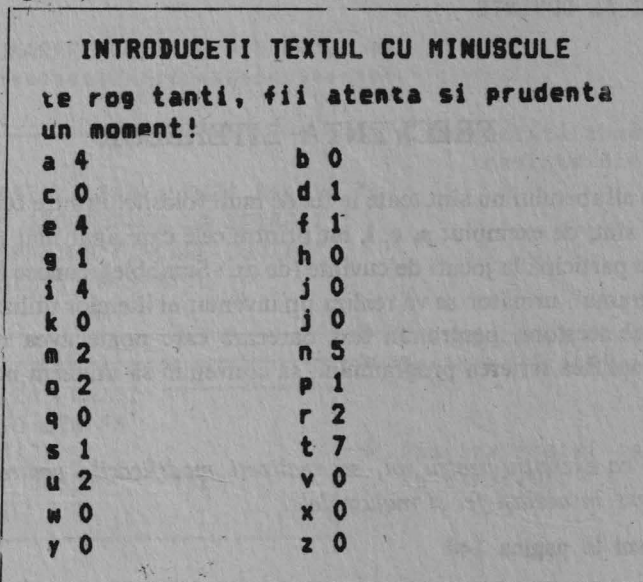 INTRODUCETI TEXTUL CU MINUSCULE
te rog tanti, fii atenta si prudenta
un moment!
a 4 b 0
c 0 d 1
e 4 f 1
g 1 h 0
i 4 j 0
k 0 j 0
m 2 n 5
o 2 p 1
q 0 r 2
s 1 t 7
u 2 v 0
w 0 x 0
y 0 z 0